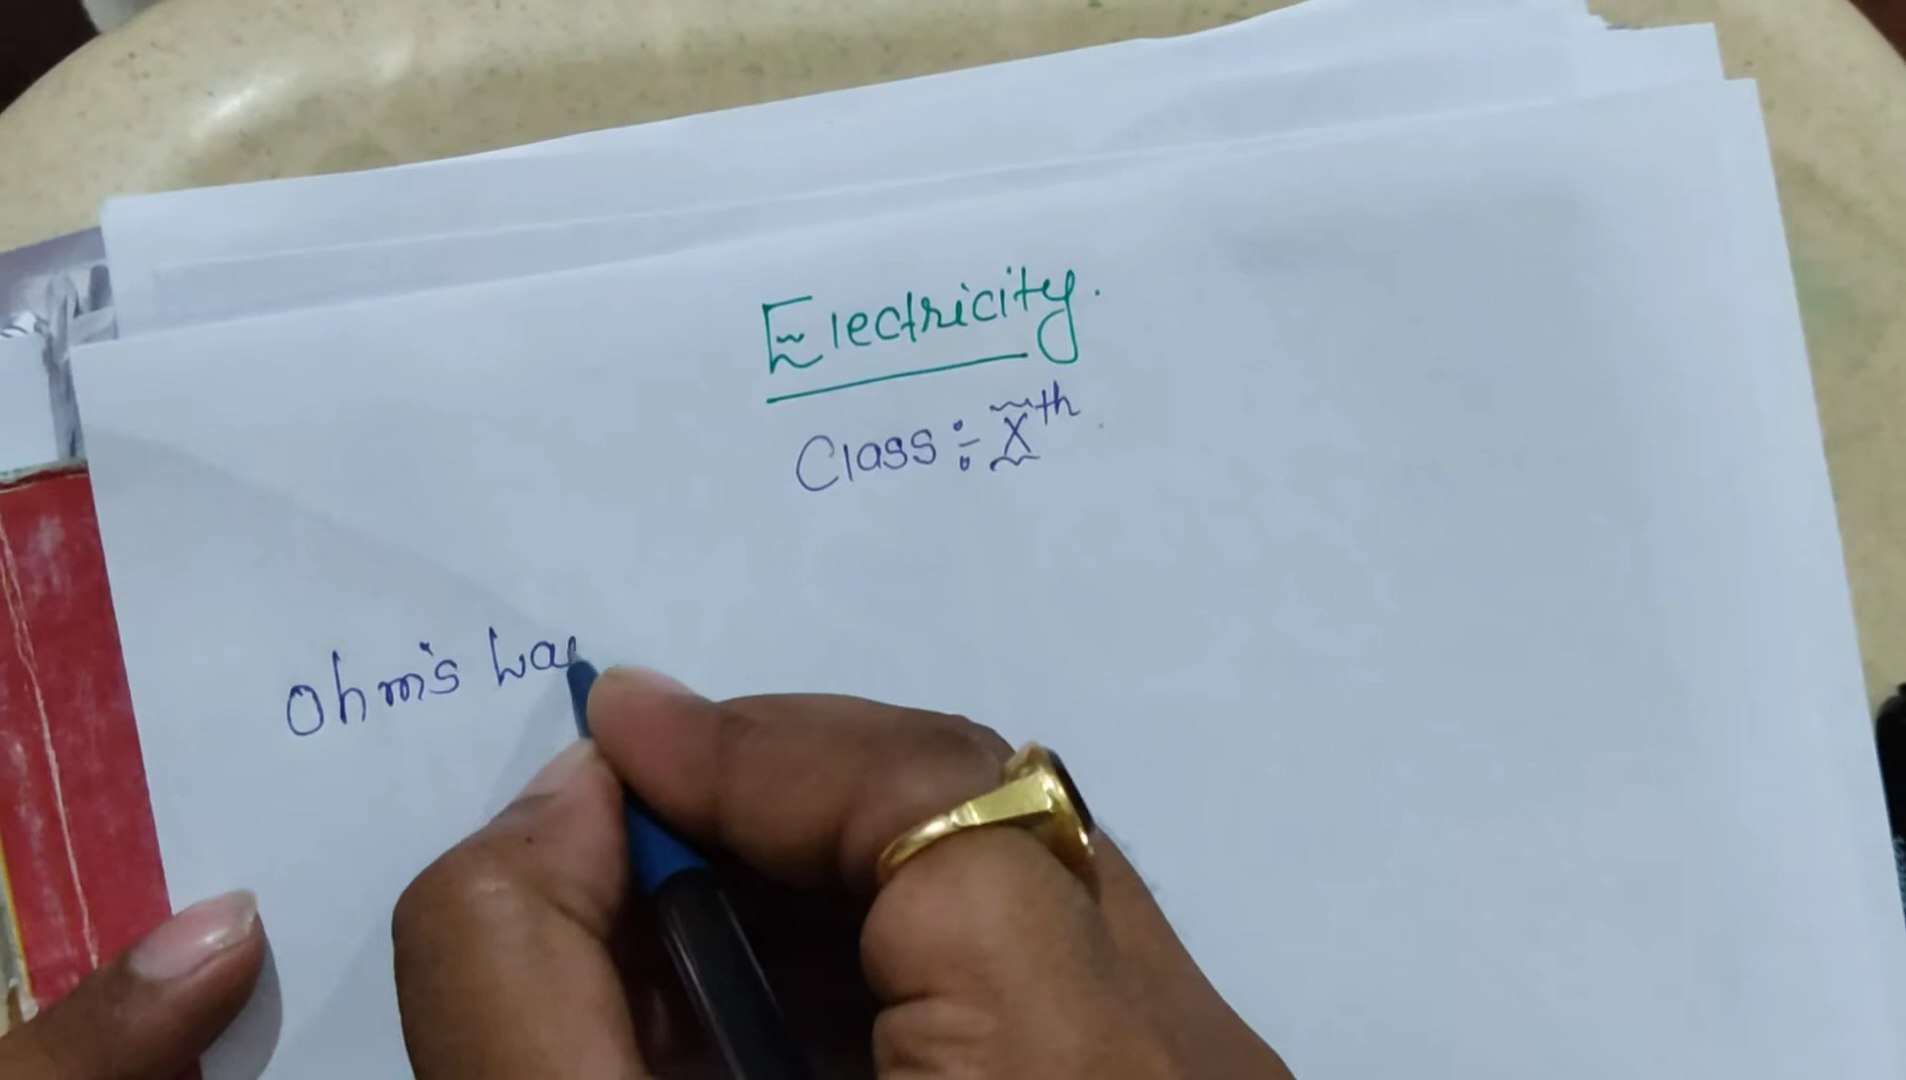 Electricity.
Class :- Xth
Ohm's La